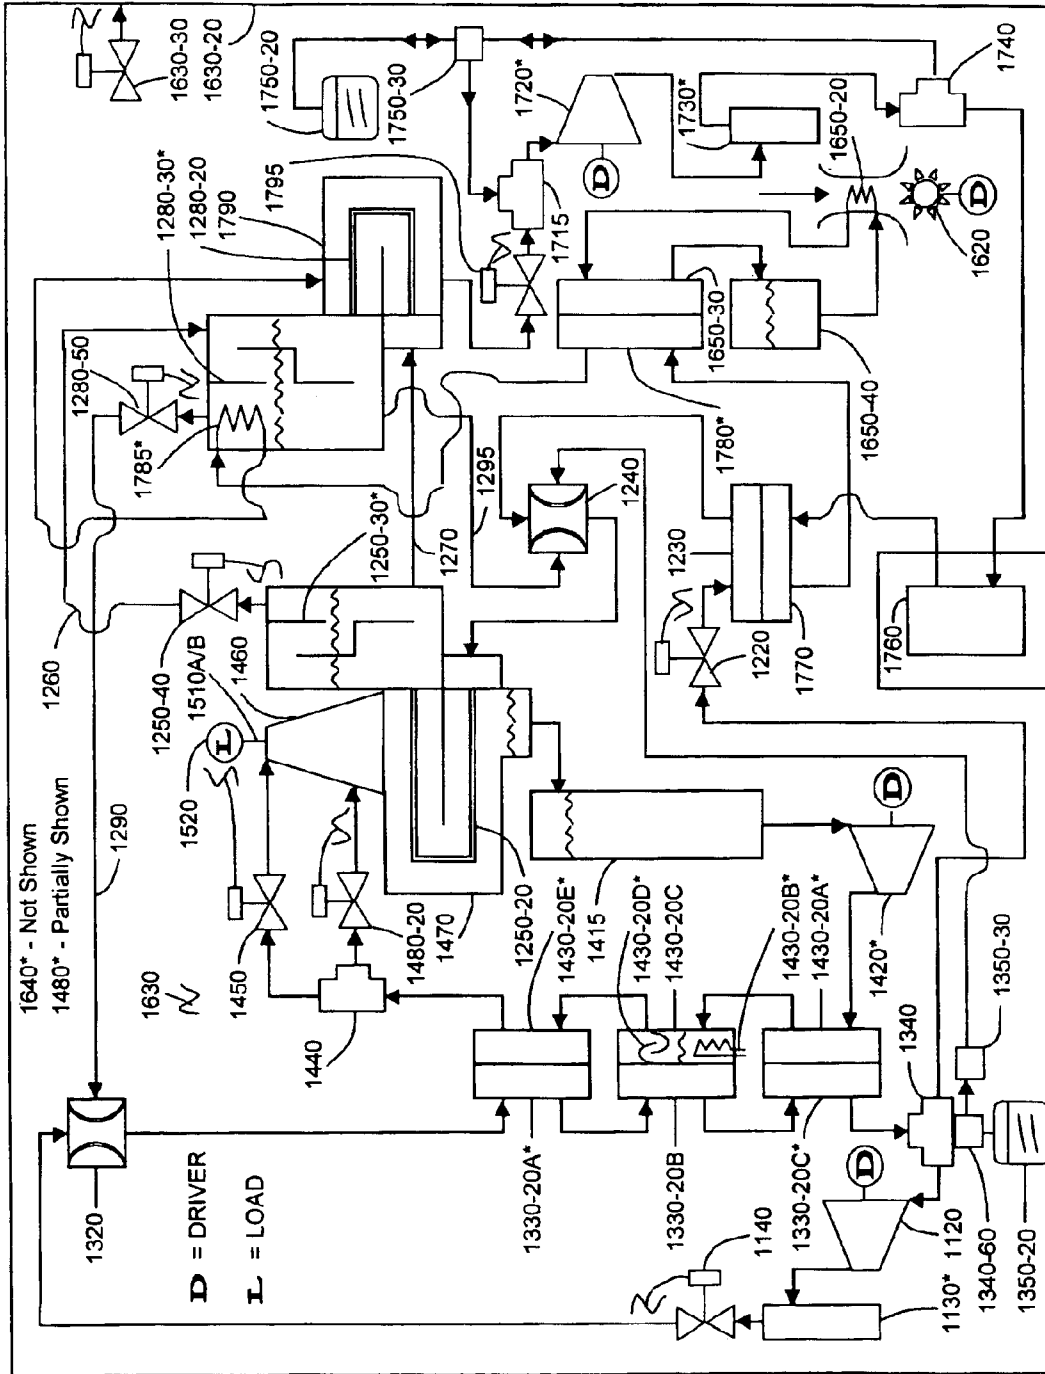 1640* - Not Shown
1480* - Partially Shown
1290
1260
1250-40
1510A/B
1460
1250-30*
1270
1295
1240
1785*
1280-50
1280-30*
1280-20
1790
1795
1750-20
1630-30
1630-20
1750-30
1720*
1730*
1650-20
1740
1715
D
1620
D
1650-30
1780*
1650-40
1230
1220
1770
1760
1630
1520
L
1450
1440
1480-20
1470
1250-20
1430-20E*
1415
1430-20D*
1430-20C
1430-20B*
1430-20A*
1420*
D
1340
1350-30
1320
D = DRIVER
L = LOAD
1330-20A*
1330-20B
1330-20C*
1140
D
1130*
1120
1340-60
1350-20